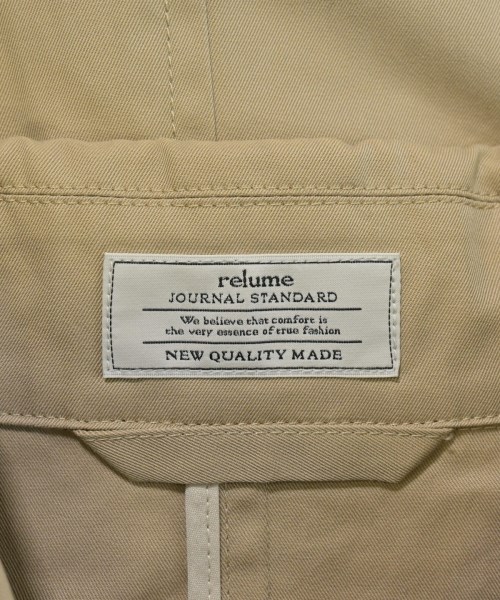 relume
JOURNAL STANDARD
We believe that comfort is
the very essence of true fashion
NEW QUALITY MADE